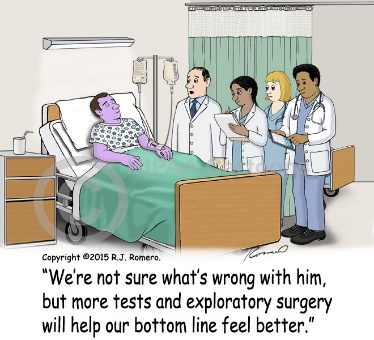 Romero
Copyright ©2015 R.J. Romero.
“We’re not sure what’s wrong with him,
but more tests and exploratory surgery
will help our bottom line feel better.”